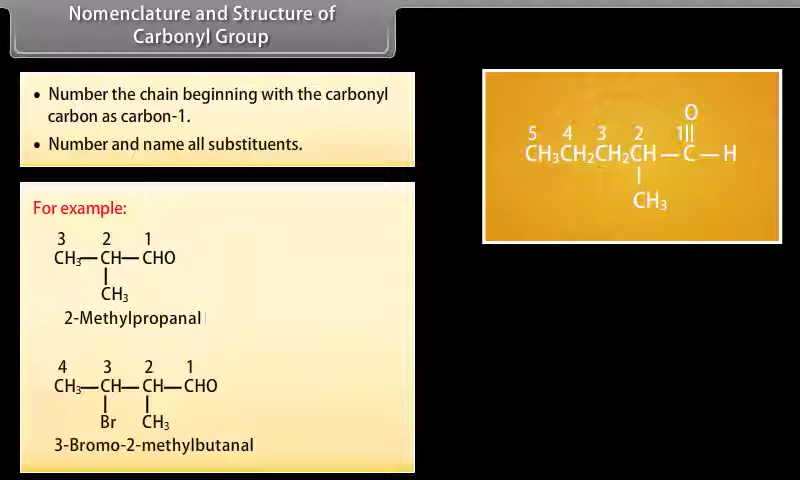 Nomenclature and Structure of
Carbonyl Group
• Number the chain beginning with the carbonyl
carbon as carbon-1.
• Number and name all substituents.
For example:
3 2 1
CH₃—CH—CHO
|
CH₃
2-Methylpropanal
4 3 2 1
CH₃—CH—CH—CHO
| |
Br CH₃
3-Bromo-2-methylbutanal
O
5 4 3 2 1||
CH₃CH₂CH₂CH—C—H
|
CH₃